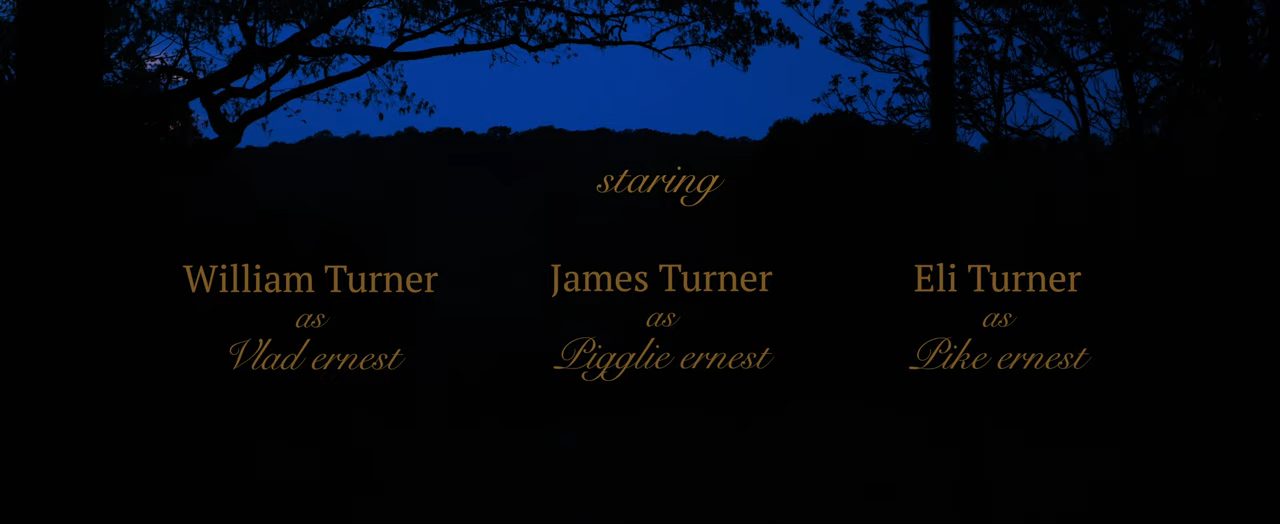 staring
William Turner
as
Vlad ernest
James Turner
as
Pigglie ernest
Eli Turner
as
Pike ernest